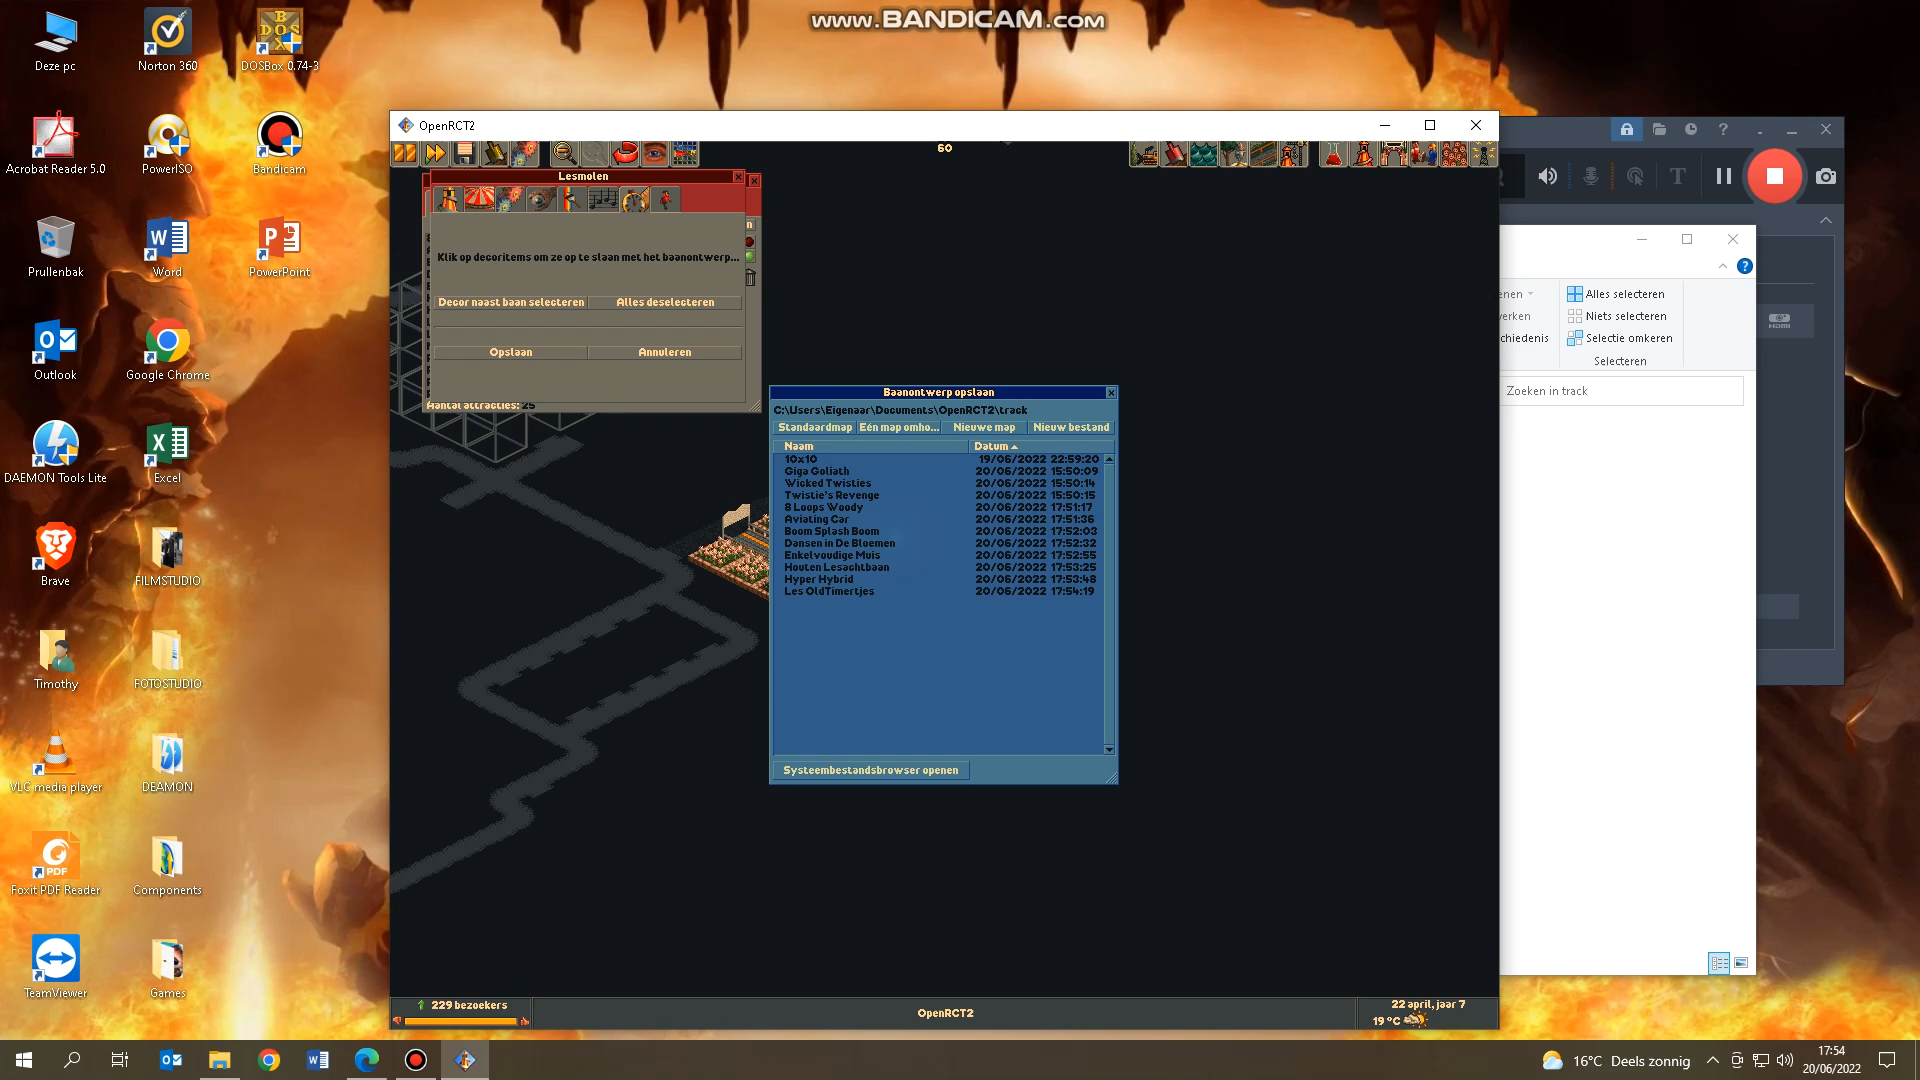 www.BANDICAM.com
Deze pc
Norton 360
DOSBox 0.74-3
Acrobat Reader 5.0
PowerISO
Bandicam
Prullenbak
Word
PowerPoint
Outlook
Google Chrome
DAEMON Tools Lite
Excel
Brave
FILMSTUDIO
Timothy
FOTOSTUDIO
VLC media player
DEAMON
Foxit PDF Reader
Components
TeamViewer
Games
OpenRCT2
60
Lesmolen
Klik op decoritems om ze op te slaan met het baanontwerp...
Decor naast baan selecteren
Alles deselecteren
Opslaan
Annuleren
Aantal attracties: 25
Baanontwerp opslaan
C:\Users\Eigenaar\Documents\OpenRCT2\track
Standaardmap
Eén map omho...
Nieuwe map
Nieuw bestand
Naam
Datum
10x10 19/06/2022 22:59:20
Giga Goliath 20/06/2022 15:50:09
Wicked Twisties 20/06/2022 15:50:14
Twistie's Revenge 20/06/2022 15:50:15
8 Loops Woody 20/06/2022 17:51:17
Aviating Car 20/06/2022 17:51:36
Boom Splash Boom 20/06/2022 17:52:03
Dansen in De Bloemen 20/06/2022 17:52:32
Enkelvoudige Muis 20/06/2022 17:52:55
Houten Lesachtbaan 20/06/2022 17:53:25
Hyper Hybrid 20/06/2022 17:53:48
Les OldTimertjes 20/06/2022 17:54:19
Systeembestandsbrowser openen
229 bezoekers
OpenRCT2
22 april, jaar 7
19 °C
Alles selecteren
Niets selecteren
Selectie omkeren
Selecteren
Zoeken in track
HDMI
16°C Deels zonnig
17:54
20/06/2022